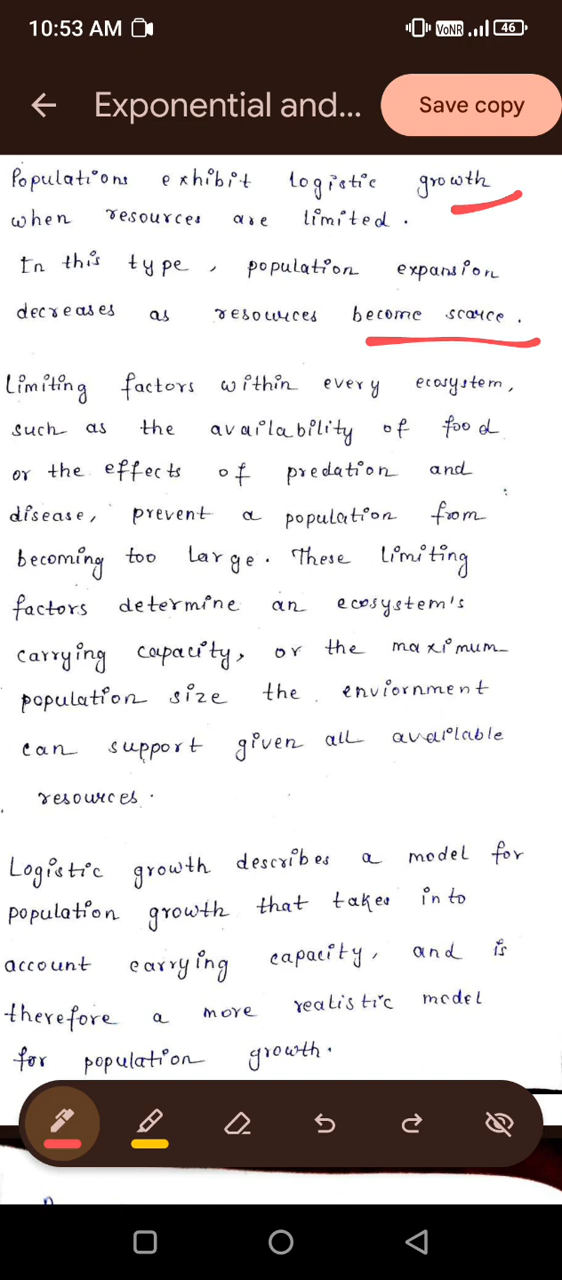 10:53 AM
VoNR 46
Exponential and...
Save copy
Populations exhibit logistic growth
when resources are limited.
In this type, population expansion
decreases as resources become scarce.
Limiting factors within every ecosystem,
such as the availability of food
or the effects of predation and
disease, prevent a population from
becoming too large. These limiting
factors determine an ecosystem's
carrying capacity, or the maximum
population size the enviornment
can support given all available
resources.
Logistic growth describes a model for
population growth that takes into
account carrying capacity, and is
therefore a more realistic model
for population growth.